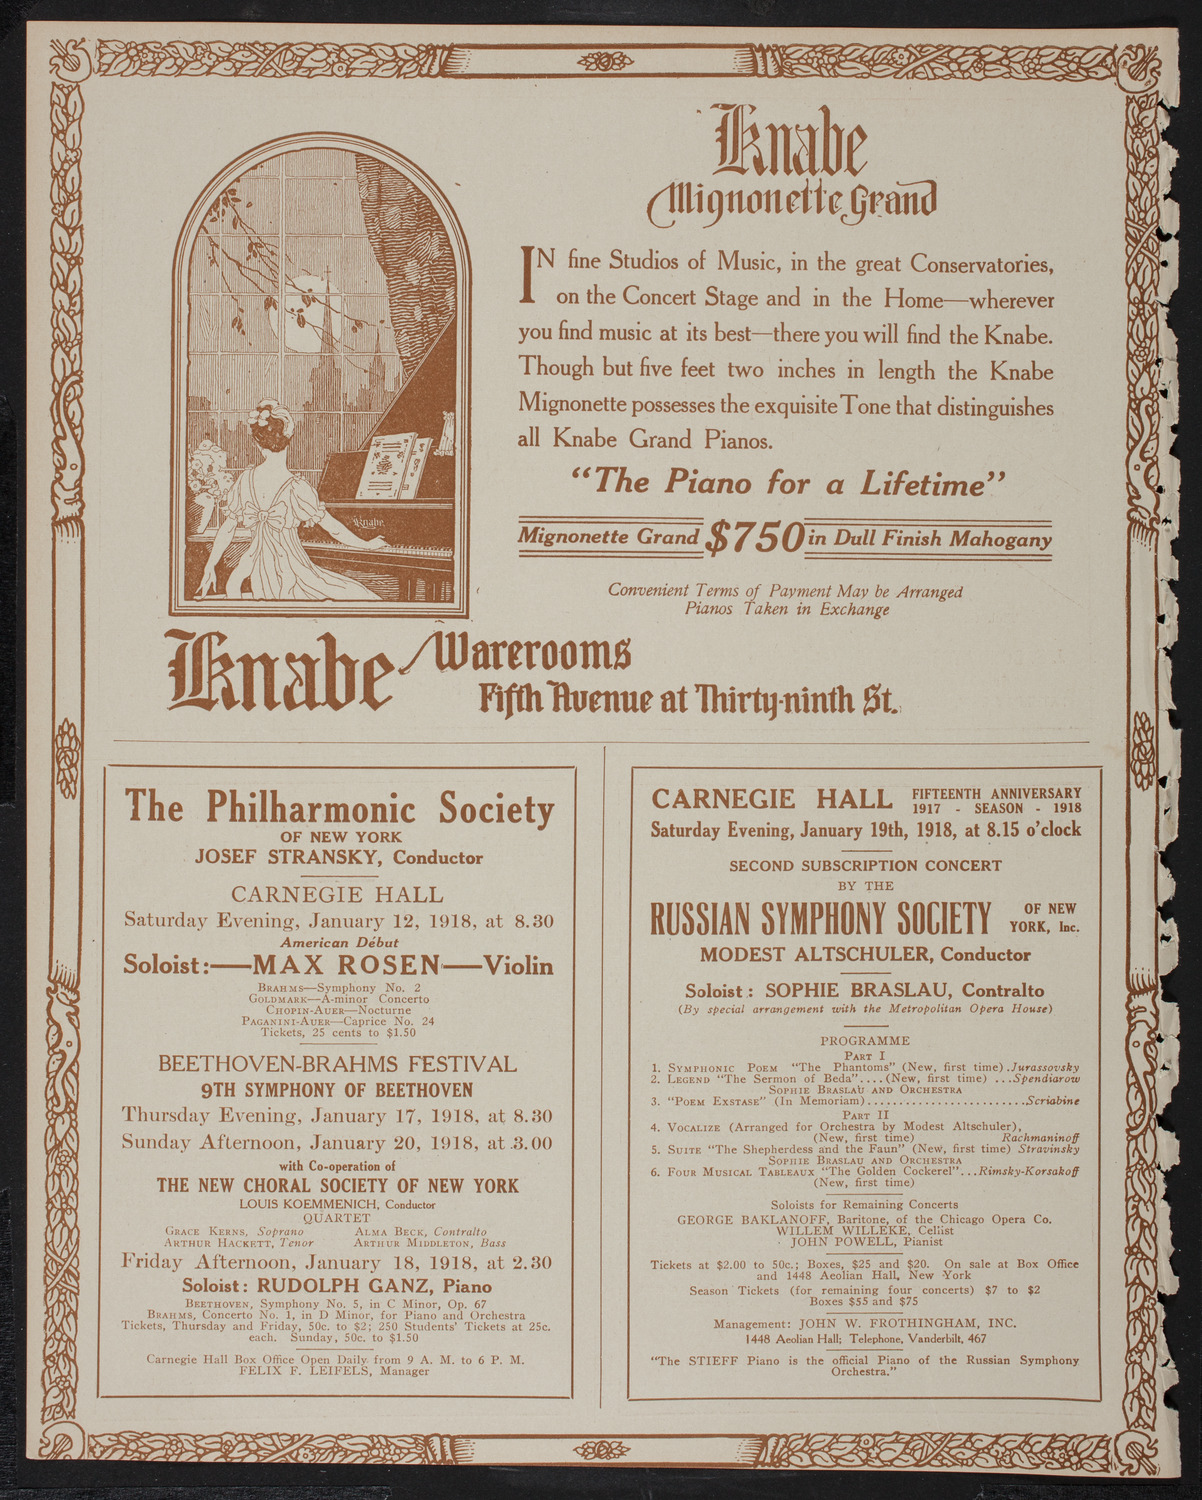 Knabe
Mignonette Grand
IN fine Studios of Music, in the great Conservatories,
on the Concert Stage and in the Home—wherever
you find music at its best—there you will find the Knabe.
Though but five feet two inches in length the Knabe
Mignonette possesses the exquisite Tone that distinguishes
all Knabe Grand Pianos.
"The Piano for a Lifetime"
Mignonette Grand $750 in Dull Finish Mahogany
Convenient Terms of Payment May be Arranged
Pianos Taken in Exchange
Knabe
Knabe Warerooms
Fifth Avenue at Thirty-ninth St.
The Philharmonic Society
OF NEW YORK
JOSEF STRANSKY, Conductor
CARNEGIE HALL
Saturday Evening, January 12, 1918, at 8.30
American Début
Soloist:—MAX ROSEN—Violin
BRAHMS—Symphony No. 2
GOLDMARK—A-minor Concerto
CHOPIN-AUER—Nocturne
PAGANINI-AUER—Caprice No. 24
Tickets, 25 cents to $1.50
BEETHOVEN-BRAHMS FESTIVAL
9TH SYMPHONY OF BEETHOVEN
Thursday Evening, January 17, 1918, at 8.30
Sunday Afternoon, January 20, 1918, at 3.00
with Co-operation of
THE NEW CHORAL SOCIETY OF NEW YORK
LOUIS KOEMMENICH, Conductor
QUARTET
GRACE KERNS, Soprano ALMA BECK, Contralto
ARTHUR HACKETT, Tenor ARTHUR MIDDLETON, Bass
Friday Afternoon, January 18, 1918, at 2.30
Soloist: RUDOLPH GANZ, Piano
BEETHOVEN, Symphony No. 5, in C Minor, Op. 67
BRAHMS, Concerto No. 1, in D Minor, for Piano and Orchestra
Tickets, Thursday and Friday, 50c. to $2; 250 Students' Tickets at 25c.
each. Sunday, 50c. to $1.50
Carnegie Hall Box Office Open Daily from 9 A. M. to 6 P. M.
FELIX F. LEIFELS, Manager
CARNEGIE HALL FIFTEENTH ANNIVERSARY
1917 - SEASON - 1918
Saturday Evening, January 19th, 1918, at 8.15 o'clock
SECOND SUBSCRIPTION CONCERT
BY THE
RUSSIAN SYMPHONY SOCIETY OF NEW
YORK, Inc.
MODEST ALTSCHULER, Conductor
Soloist: SOPHIE BRASLAU, Contralto
(By special arrangement with the Metropolitan Opera House)
PROGRAMME
PART I
1. SYMPHONIC POEM "The Phantoms" (New, first time) .Jurassovsky
2. LEGEND "The Sermon of Beda"....(New, first time) ...Spendiarow
SOPHIE BRASLAU AND ORCHESTRA
3. "POEM EXSTASE" (In Memoriam)..........................Scriabine
PART II
4. VOCALIZE (Arranged for Orchestra by Modest Altschuler),
(New, first time) Rachmaninoff
5. SUITE "The Shepherdess and the Faun" (New, first time) Stravinsky
SOPHIE BRASLAU AND ORCHESTRA
6. FOUR MUSICAL TABLEAUX "The Golden Cockerel"...Rimsky-Korsakoff
(New, first time)
Soloists for Remaining Concerts
GEORGE BAKLANOFF, Baritone, of the Chicago Opera Co.
WILLEM WILLEKE, Cellist
JOHN POWELL, Pianist
Tickets at $2.00 to 50c.; Boxes, $25 and $20. On sale at Box Office
and 1448 Aeolian Hall, New York
Season Tickets (for remaining four concerts) $7 to $2
Boxes $55 and $75
Management: JOHN W. FROTHINGHAM, INC.
1448 Aeolian Hall; Telephone, Vanderbilt, 467
"The STIEFF Piano is the official Piano of the Russian Symphony
Orchestra."